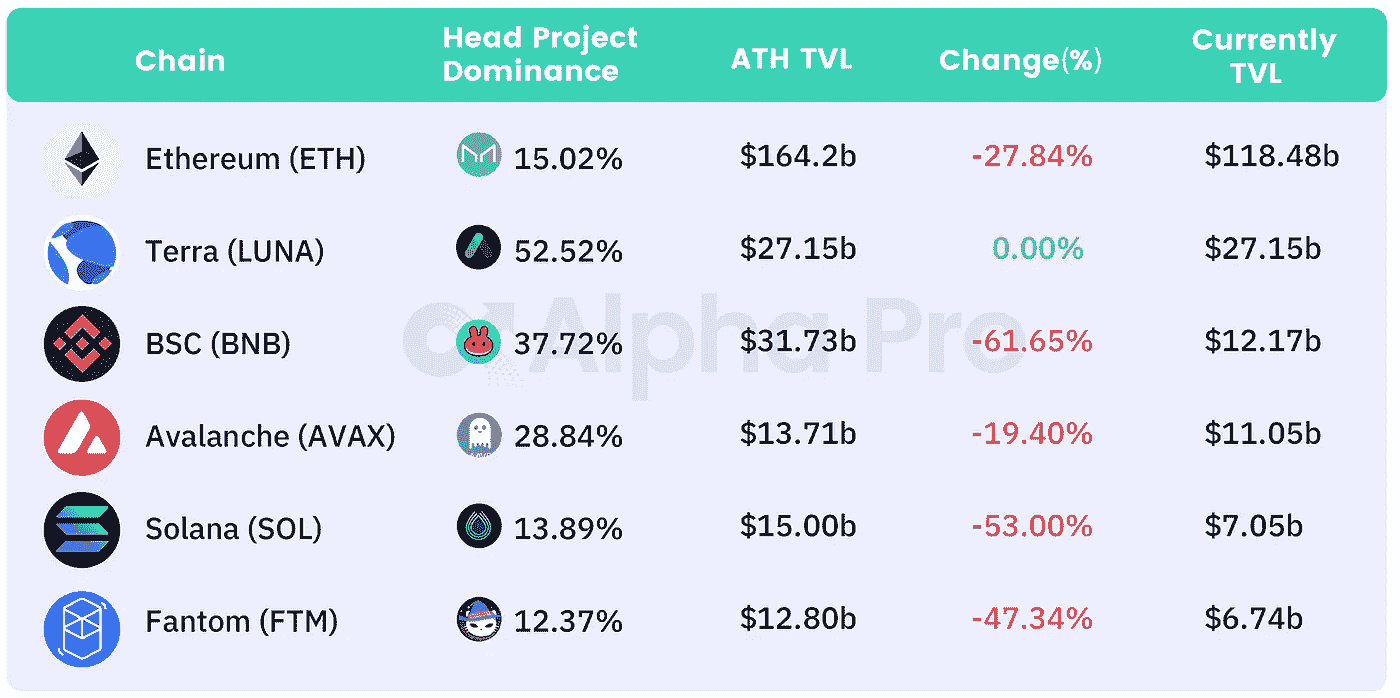 Chain Head Project Dominance ATH TVL Change(%) Currently TVL
Ethereum (ETH) 15.02% $164.2b -27.84% $118.48b
Terra (LUNA) 52.52% $27.15b 0.00% $27.15b
Alpha Pro
BSC (BNB) 37.72% $31.73b -61.65% $12.17b
Avalanche (AVAX) 28.84% $13.71b -19.40% $11.05b
Solana (SOL) 13.89% $15.00b -53.00% $7.05b
Fantom (FTM) 12.37% $12.80b -47.34% $6.74b